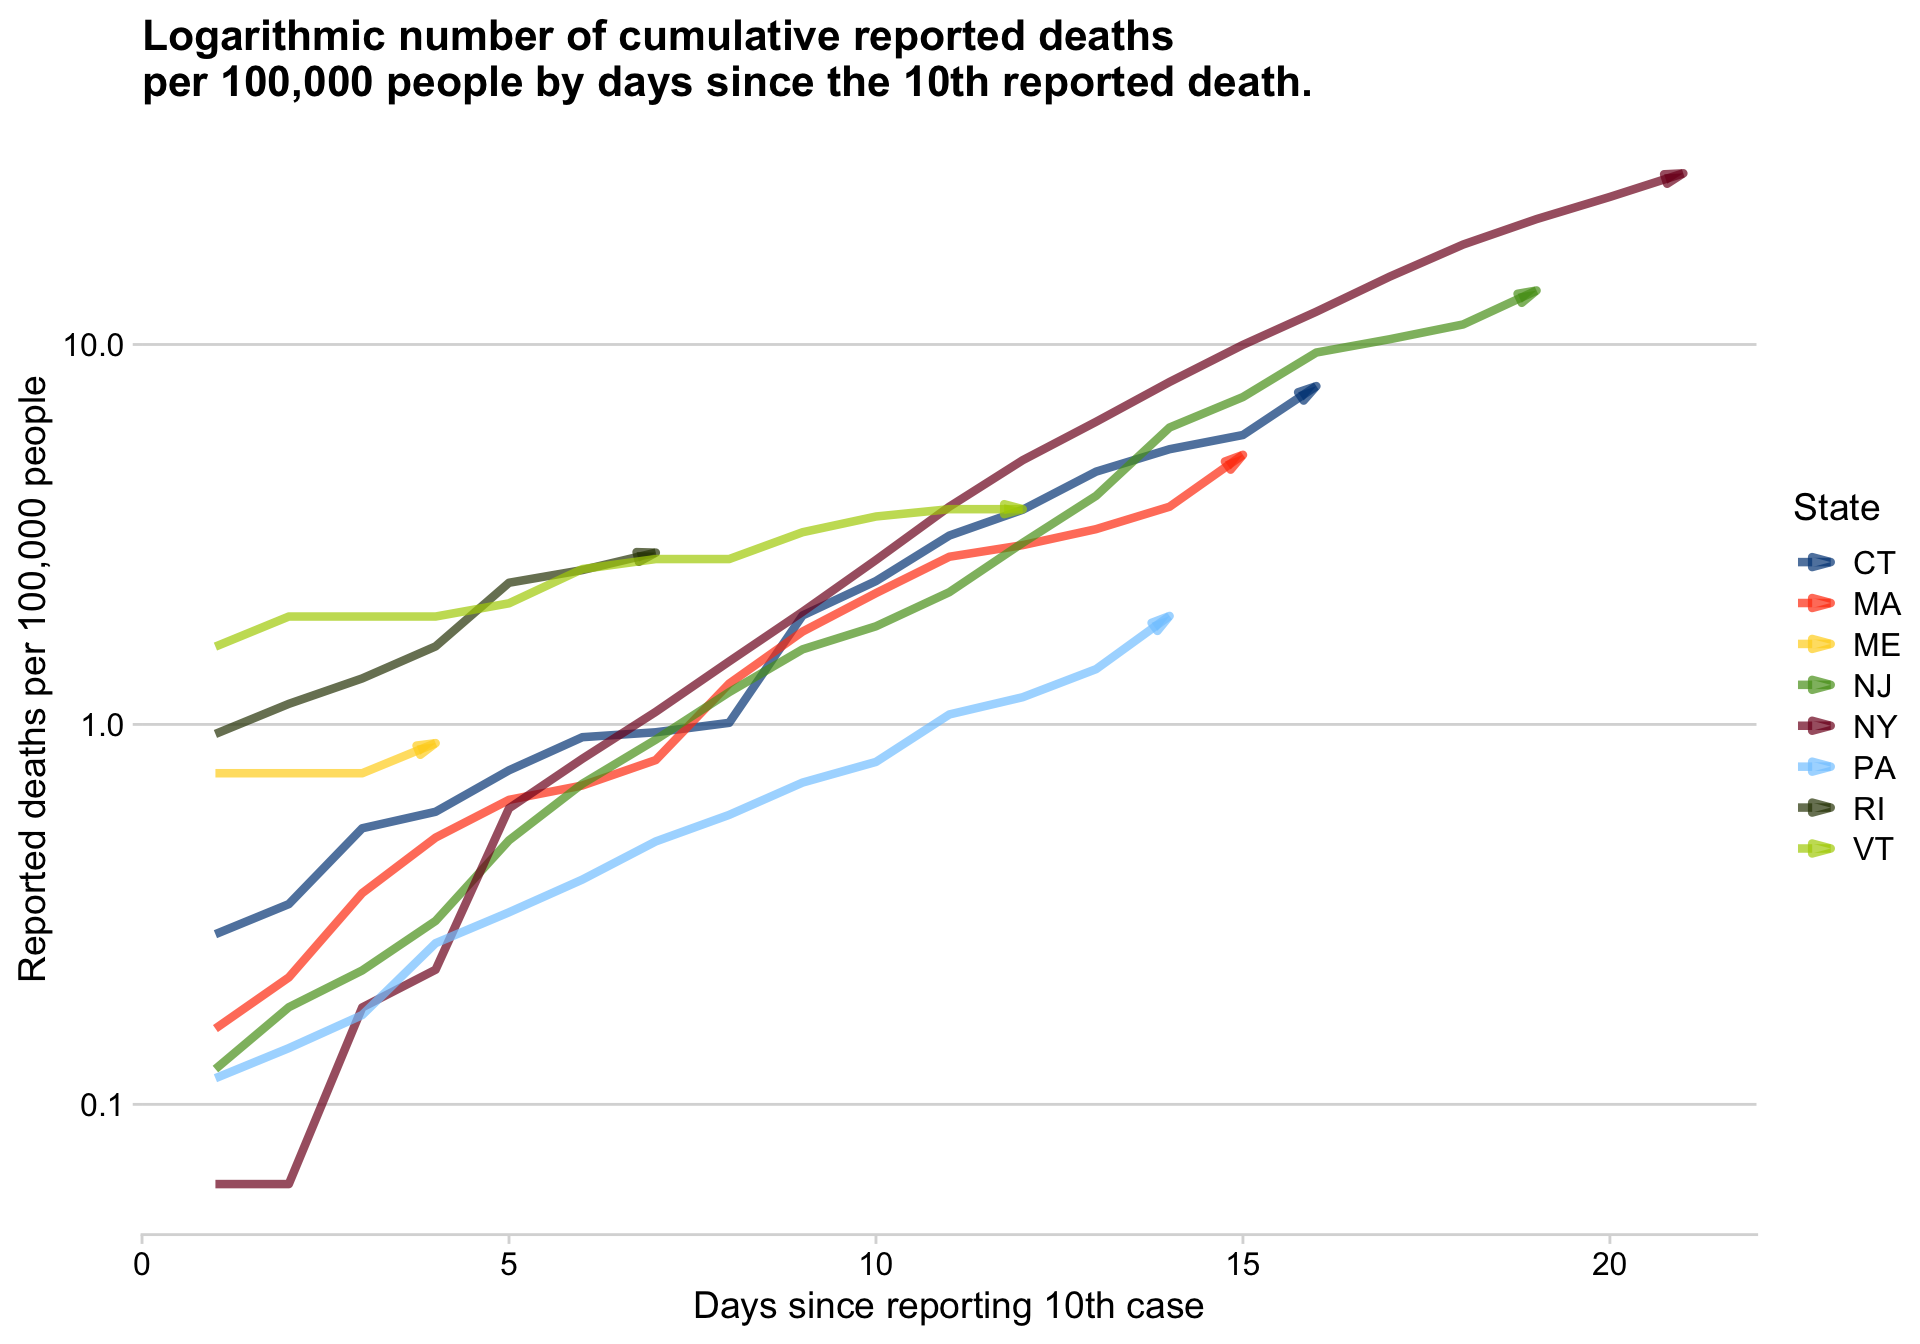 Logarithmic number of cumulative reported deaths
per 100,000 people by days since the 10th reported death.
Reported deaths per 100,000 people
10.0
1.0
0.1
0
5
10
15
20
Days since reporting 10th case
State
CT
MA
ME
NJ
NY
PA
RI
VT